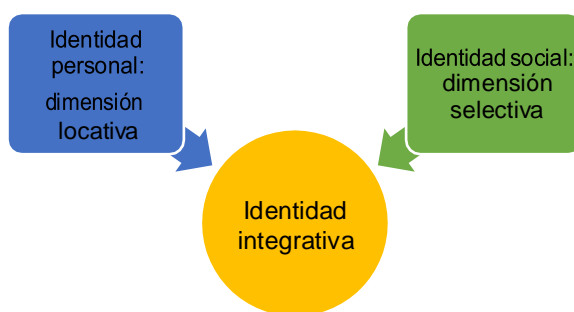 Identidad
personal:
dimensión
locativa
Identidad social:
dimensión
selectiva
Identidad
integrativa